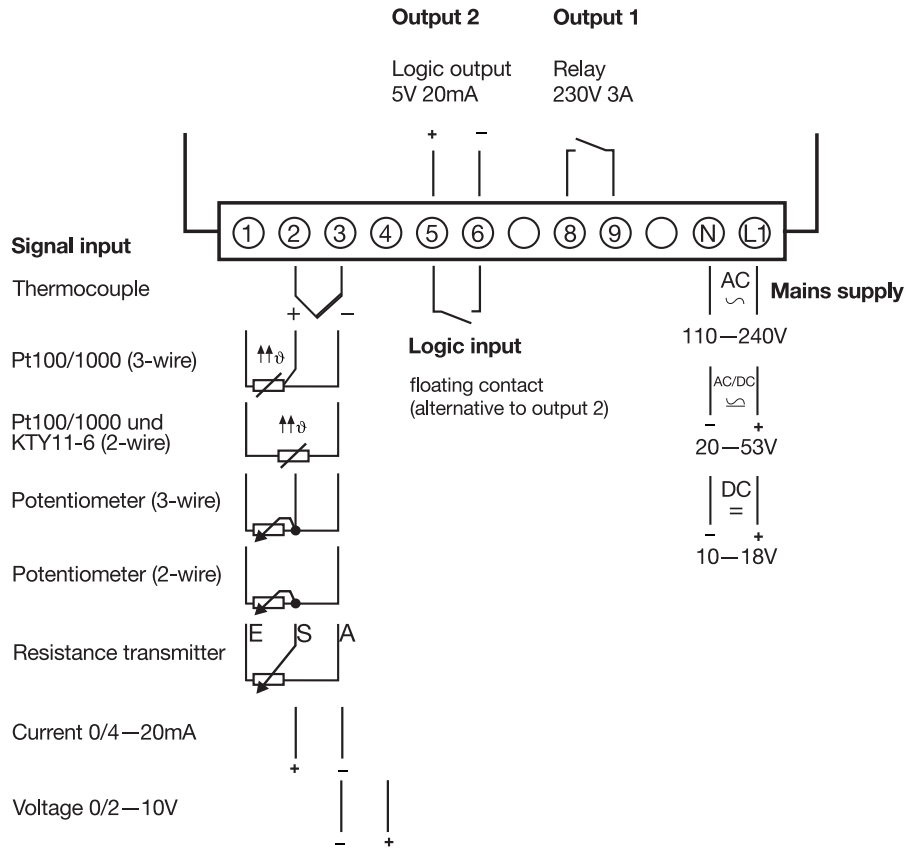 Output 2 Output 1
Logic output Relay
5V 20mA 230V 3A
+ −
1 2 3 4 5 6 8 9 N L1
Signal input
Thermocouple
+ −
AC
Mains supply
110—240V
Logic input
floating contact
(alternative to output 2)
Pt100/1000 (3-wire)
ϑ
AC/DC
− +
20—53V
Pt100/1000 und
KTY11-6 (2-wire)
ϑ
Potentiometer (3-wire)
DC
=
− +
10—18V
Potentiometer (2-wire)
E S A
Resistance transmitter
Current 0/4—20mA
+ −
Voltage 0/2—10V
− +